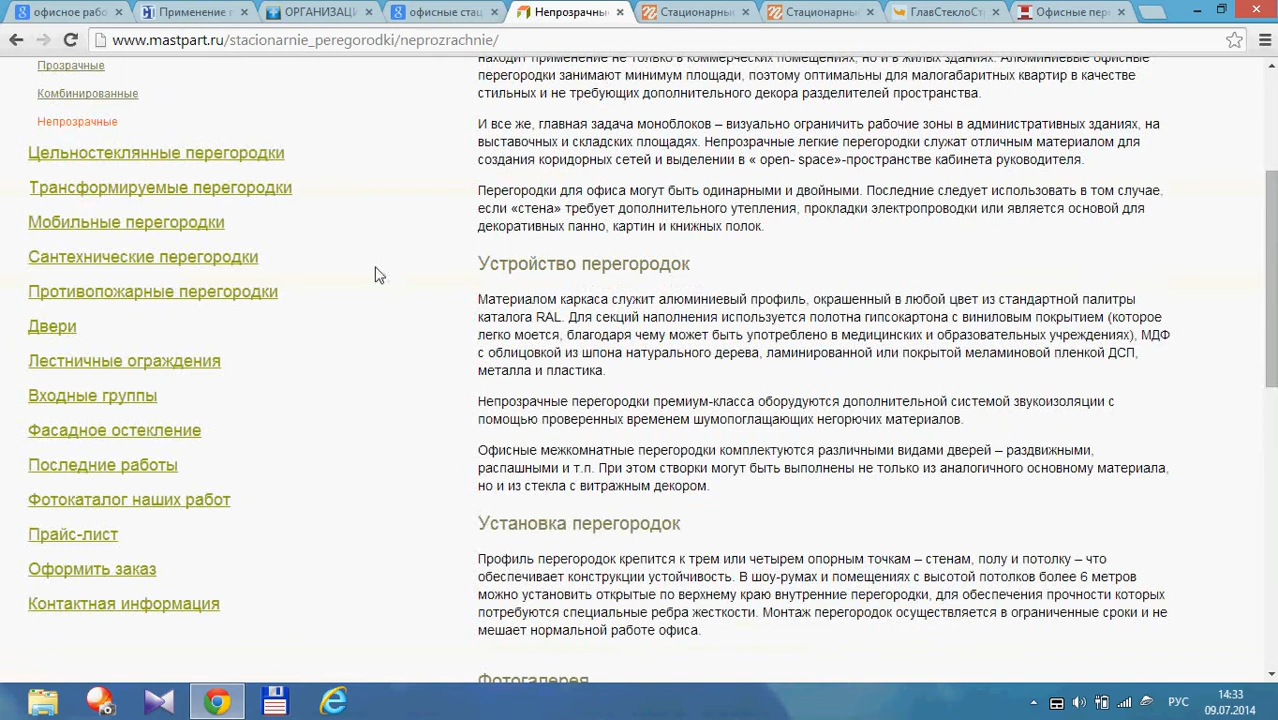 офисное рабо
Применение г
ОРГАНИЗАЦИ
офисные стац
Непрозрачны
Стационарны
Стационарны
ГлавСтеклоСт
Офисные пер
www.mastpart.ru/stacionarnie_peregorodki/neprozrachnie/
Прозрачные
Комбинированные
Непрозрачные
Цельностеклянные перегородки
Трансформируемые перегородки
Мобильные перегородки
Сантехнические перегородки
Противопожарные перегородки
Двери
Лестничные ограждения
Входные группы
Фасадное остекление
Последние работы
Фотокаталог наших работ
Прайс-лист
Оформить заказ
Контактная информация
находит применение не только в коммерческих помещениях, но и в жилых зданиях. Алюминиевые офисные
перегородки занимают минимум площади, поэтому оптимальны для малогабаритных квартир в качестве
стильных и не требующих дополнительного декора разделителей пространства.
И все же, главная задача моноблоков – визуально ограничить рабочие зоны в административных зданиях, на
выставочных и складских площадях. Непрозрачные легкие перегородки служат отличным материалом для
создания коридорных сетей и выделении в « open- space»-пространстве кабинета руководителя.
Перегородки для офиса могут быть одинарными и двойными. Последние следует использовать в том случае,
если «стена» требует дополнительного утепления, прокладки электропроводки или является основой для
декоративных панно, картин и книжных полок.
Устройство перегородок
Материалом каркаса служит алюминиевый профиль, окрашенный в любой цвет из стандартной палитры
каталога RAL. Для секций наполнения используется полотна гипсокартона с виниловым покрытием (которое
легко моется, благодаря чему может быть употреблено в медицинских и образовательных учреждениях), МДФ
с облицовкой из шпона натурального дерева, ламинированной или покрытой меламиновой пленкой ДСП,
металла и пластика.
Непрозрачные перегородки премиум-класса оборудуются дополнительной системой звукоизоляции с
помощью проверенных временем шумопоглощающих негорючих материалов.
Офисные межкомнатные перегородки комплектуются различными видами дверей – раздвижными,
распашными и т.п. При этом створки могут быть выполнены не только из аналогичного основному материала,
но и из стекла с витражным декором.
Установка перегородок
Профиль перегородок крепится к трем или четырем опорным точкам – стенам, полу и потолку – что
обеспечивает конструкции устойчивость. В шоу-румах и помещениях с высотой потолков более 6 метров
можно установить открытые по верхнему краю внутренние перегородки, для обеспечения прочности которых
потребуются специальные ребра жесткости. Монтаж перегородок осуществляется в ограниченные сроки и не
мешает нормальной работе офиса.
Фотогалерея
РУС
14:33
09.07.2014